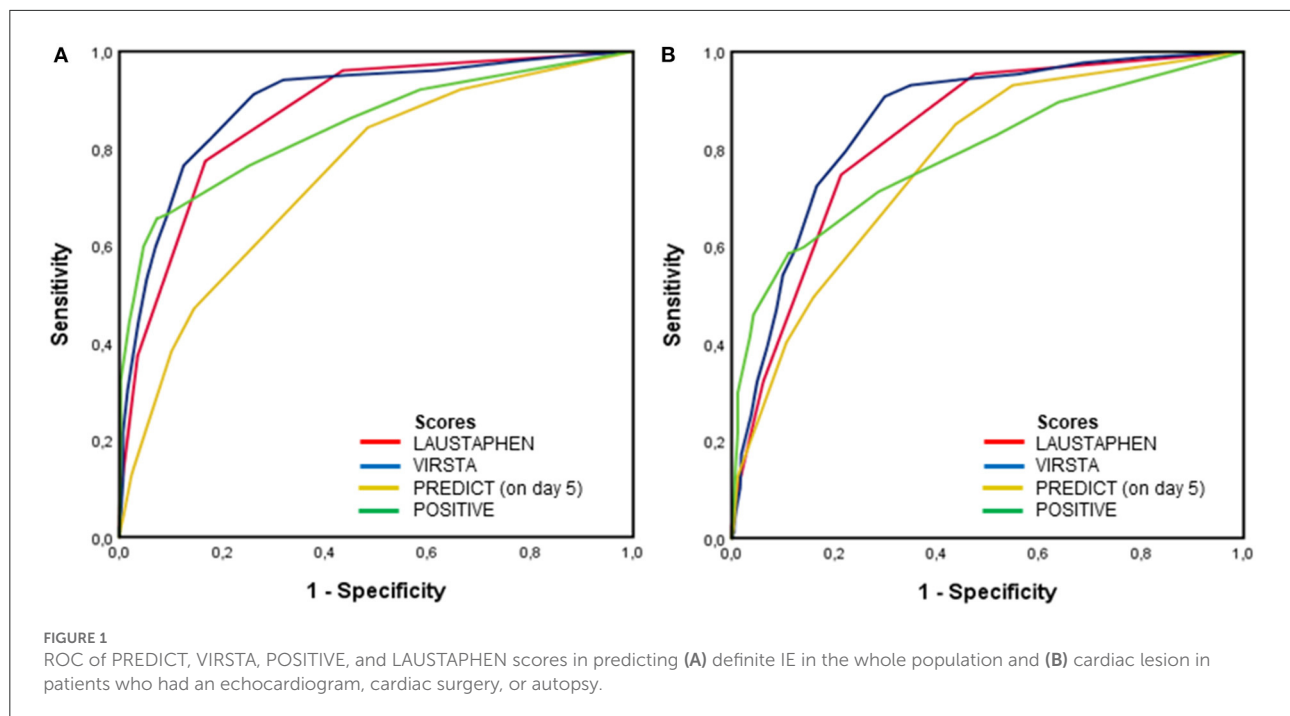 A
1,0
0,8
0,6
0,4
0,2
0,0
Sensitivity
Scores
LAUSTAPHEN
VIRSTA
PREDICT (on day 5)
POSITIVE
0,0 0,2 0,4 0,6 0,8 1,0
1 - Specificity
B
1,0
0,8
0,6
0,4
0,2
0,0
Sensitivity
Scores
LAUSTAPHEN
VIRSTA
PREDICT (on day 5)
POSITIVE
0,0 0,2 0,4 0,6 0,8 1,0
1 - Specificity
FIGURE 1
ROC of PREDICT, VIRSTA, POSITIVE, and LAUSTAPHEN scores in predicting (A) definite IE in the whole population and (B) cardiac lesion in
patients who had an echocardiogram, cardiac surgery, or autopsy.